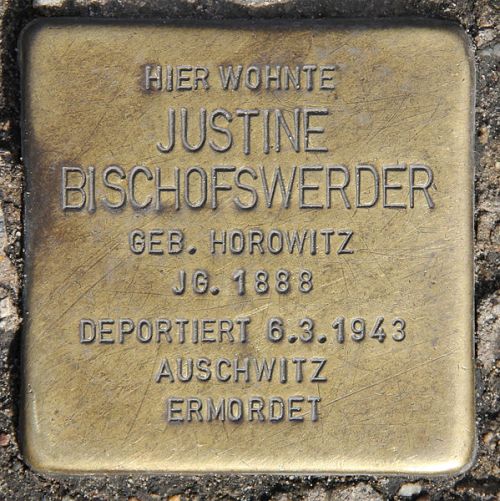 HIER WOHNTE
JUSTINE
BISCHOFSWERDER
GEB. HOROWITZ
JG. 1888
DEPORTIERT 6.3.1943
AUSCHWITZ
ERMORDET